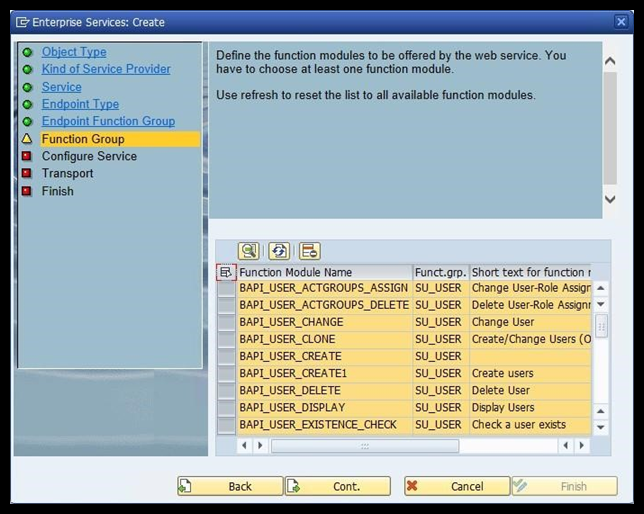 Enterprise Services: Create
Object Type
Kind of Service Provider
Service
Endpoint Type
Endpoint Function Group
Function Group
Configure Service
Transport
Finish
Define the function modules to be offered by the web service. You
have to choose at least one function module.
Use refresh to reset the list to all available function modules.
Function Module Name Funct.grp. Short text for function r
BAPI_USER_ACTGROUPS_ASSIGN SU_USER Change User-Role Assign
BAPI_USER_ACTGROUPS_DELETE SU_USER Delete User-Role Assignr
BAPI_USER_CHANGE SU_USER Change User
BAPI_USER_CLONE SU_USER Create/Change Users (O
BAPI_USER_CREATE SU_USER
BAPI_USER_CREATE1 SU_USER Create users
BAPI_USER_DELETE SU_USER Delete User
BAPI_USER_DISPLAY SU_USER Display Users
BAPI_USER_EXISTENCE_CHECK SU_USER Check a user exists
Back Cont. Cancel Finish